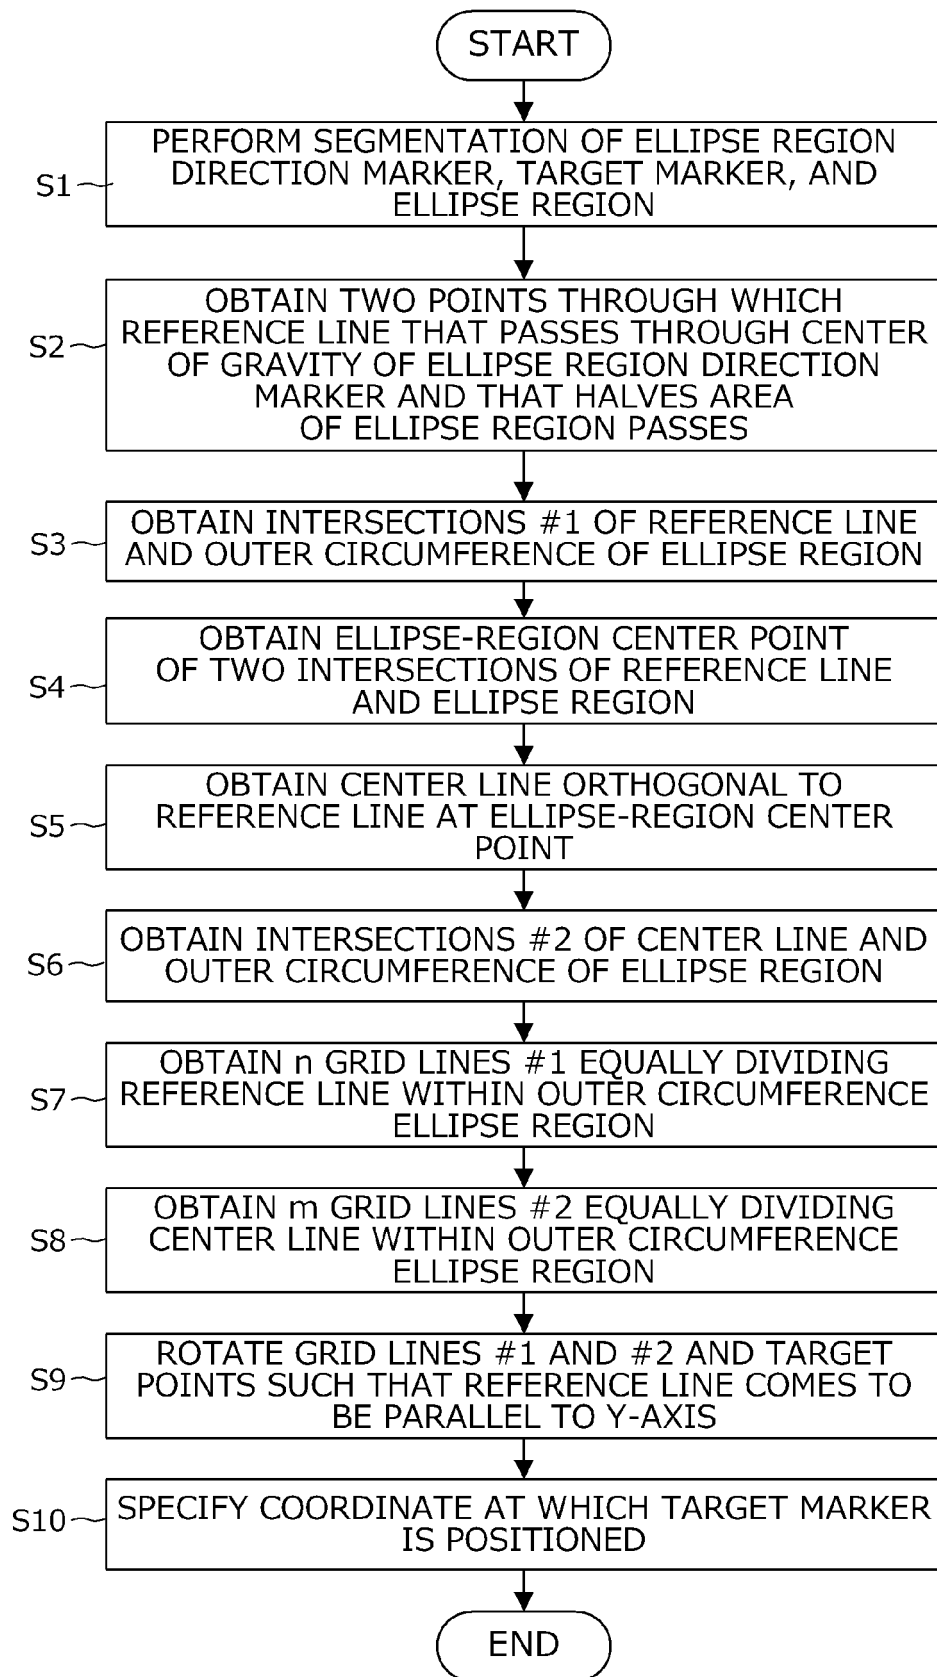 START
S1
PERFORM SEGMENTATION OF ELLIPSE REGION
DIRECTION MARKER, TARGET MARKER, AND
ELLIPSE REGION
S2
OBTAIN TWO POINTS THROUGH WHICH
REFERENCE LINE THAT PASSES THROUGH CENTER
OF GRAVITY OF ELLIPSE REGION DIRECTION
MARKER AND THAT HALVES AREA
OF ELLIPSE REGION PASSES
S3
OBTAIN INTERSECTIONS #1 OF REFERENCE LINE
AND OUTER CIRCUMFERENCE OF ELLIPSE REGION
S4
OBTAIN ELLIPSE-REGION CENTER POINT
OF TWO INTERSECTIONS OF REFERENCE LINE
AND ELLIPSE REGION
S5
OBTAIN CENTER LINE ORTHOGONAL TO
REFERENCE LINE AT ELLIPSE-REGION CENTER
POINT
S6
OBTAIN INTERSECTIONS #2 OF CENTER LINE AND
OUTER CIRCUMFERENCE OF ELLIPSE REGION
S7
OBTAIN n GRID LINES #1 EQUALLY DIVIDING
REFERENCE LINE WITHIN OUTER CIRCUMFERENCE
ELLIPSE REGION
S8
OBTAIN m GRID LINES #2 EQUALLY DIVIDING
CENTER LINE WITHIN OUTER CIRCUMFERENCE
ELLIPSE REGION
S9
ROTATE GRID LINES #1 AND #2 AND TARGET
POINTS SUCH THAT REFERENCE LINE COMES TO
BE PARALLEL TO Y-AXIS
S10
SPECIFY COORDINATE AT WHICH TARGET MARKER
IS POSITIONED
END